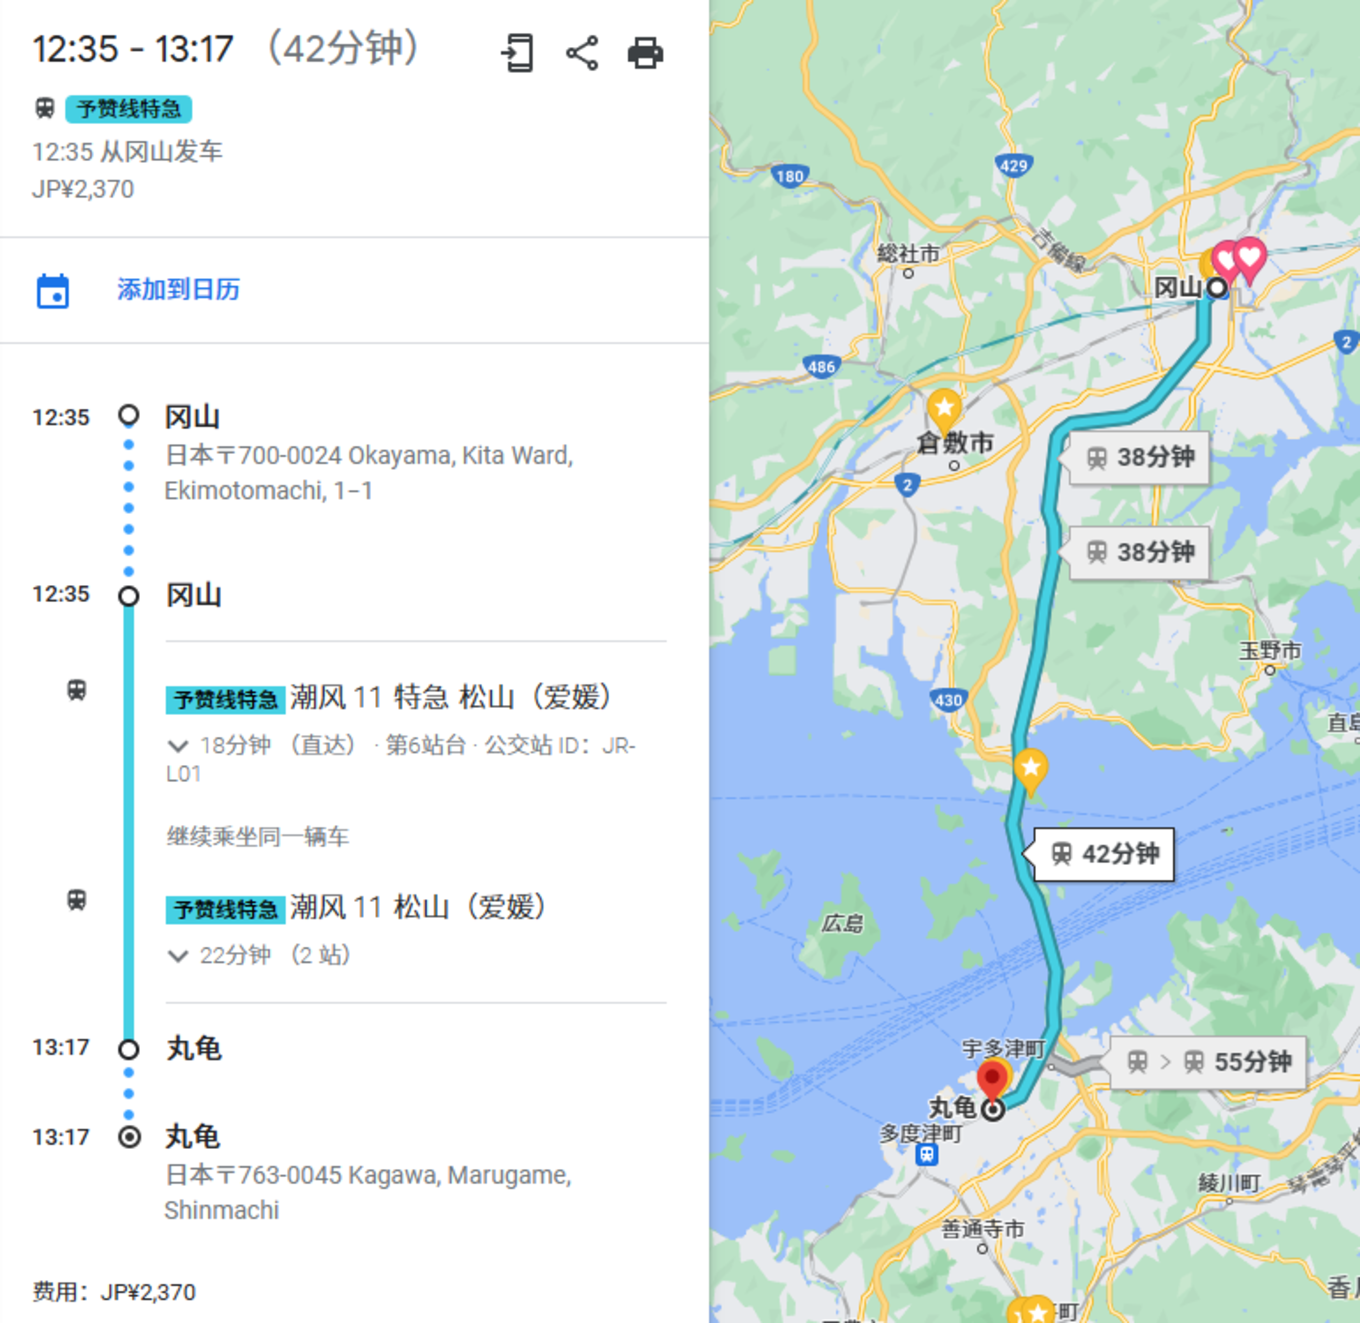 12:35 - 13:17 （42分钟）
予赞线特急
12:35 从冈山发车
JP¥2,370
添加到日历
12:35 冈山
日本〒700-0024 Okayama, Kita Ward,
Ekimotomachi, 1−1
12:35 冈山
予赞线特急 潮风 11 特急 松山（爱媛）
18分钟 （直达） · 第6站台 · 公交站 ID： JR-
L01
继续乘坐同一辆车
予赞线特急 潮风 11 松山（爱媛）
22分钟 （2 站）
13:17 丸龟
13:17 丸龟
日本〒763-0045 Kagawa, Marugame,
Shinmachi
费用： JP¥2,370
429
180
総社市
吉備線
冈山
2
486
倉敷市
38分钟
2
38分钟
玉野市
430
直島
42分钟
広島
宇多津町
55分钟
丸龟
多度津町
綾川町
善通寺市
町
香川